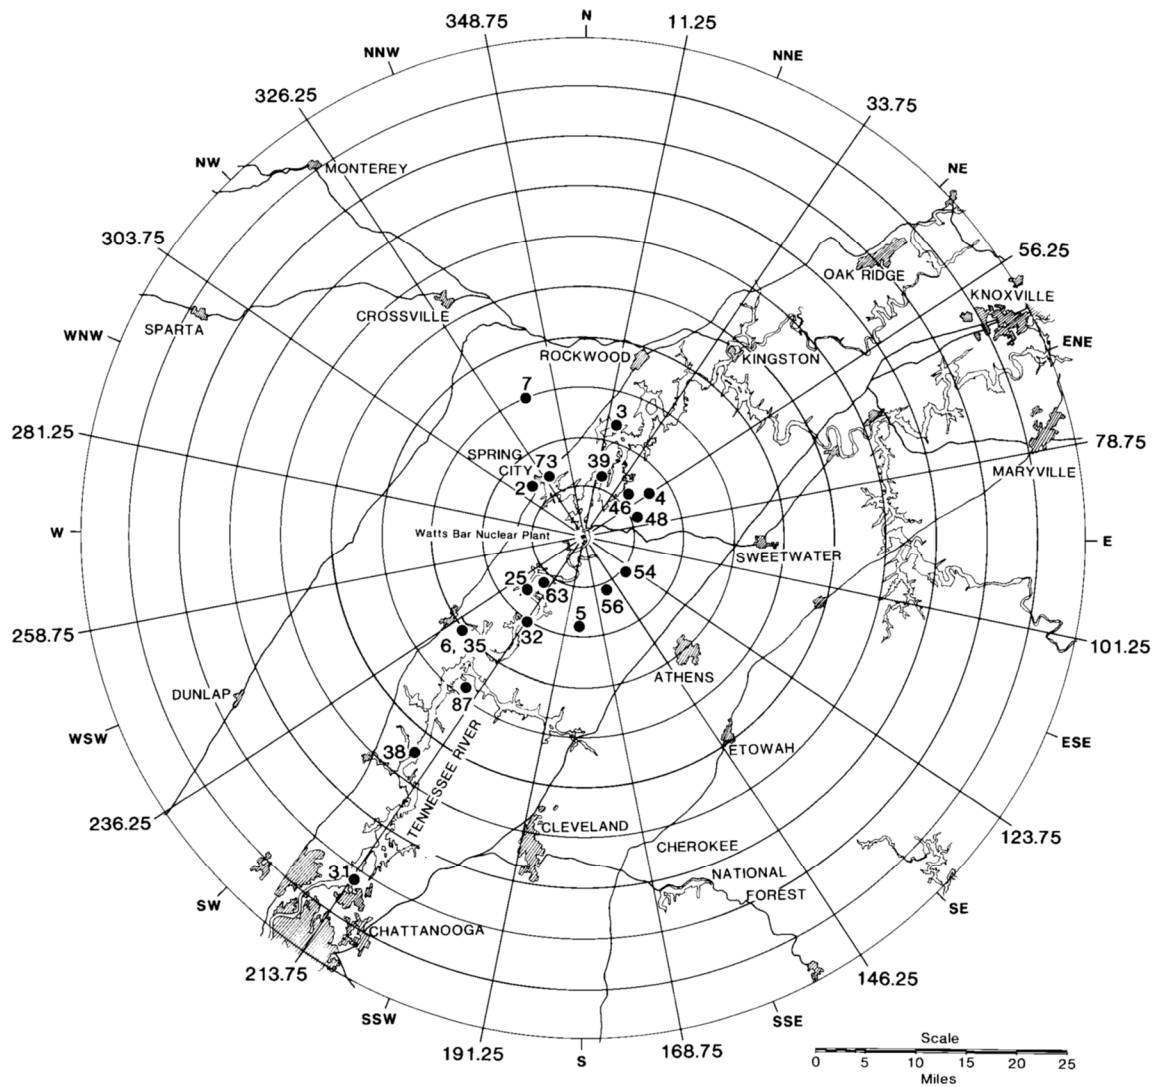 N
348.75
11.25
NNW
NNE
326.25
33.75
NW
MONTEREY
NE
303.75
56.25
OAK RIDGE
KNOXVILLE
SPARTA
CROSSVILLE
WNW
ENE
ROCKWOOD
KINGSTON
7
3
281.25
78.75
SPRING
CITY
73
39
MARYVILLE
2
46
4
48
W
Watts Bar Nuclear Plant
E
SWEETWATER
25
63
54
56
5
32
258.75
6, 35
101.25
ATHENS
DUNLAP
87
WSW
ESE
38
ETOWAH
TENNESSEE RIVER
236.25
CLEVELAND
123.75
CHEROKEE
31
NATIONAL
FOREST
SW
SE
CHATTANOOGA
213.75
146.25
SSW
SSE
191.25
S
168.75
Scale
0 5 10 15 20 25
Miles